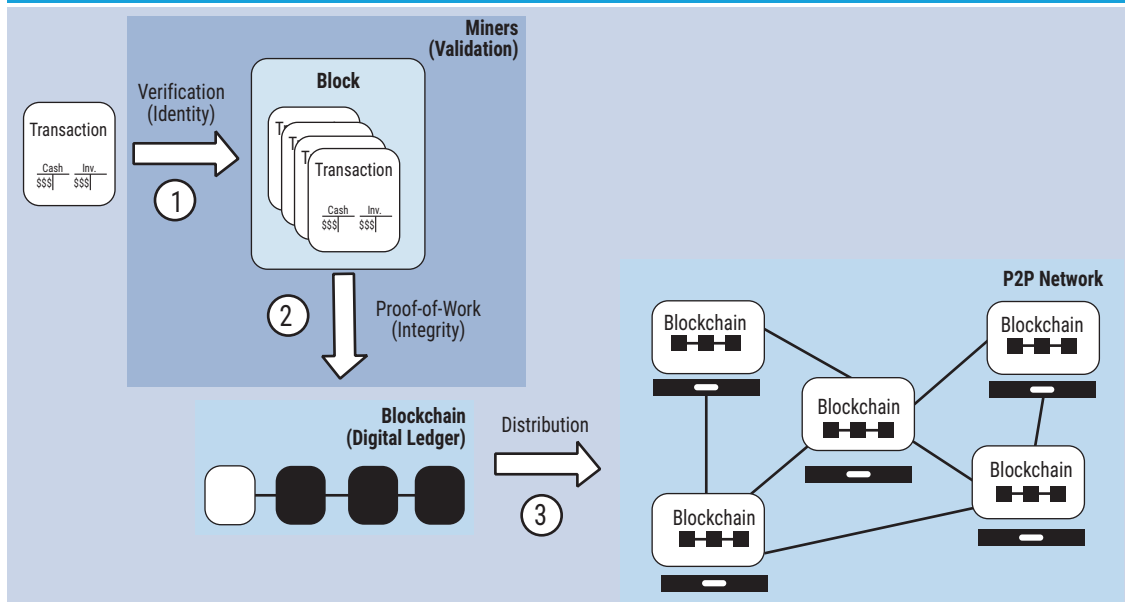 Miners
(Validation)
Block
Verification
(Identity)
Transaction
Cash Inv.
$$$ $$$
1
T
T
T
Transaction
Cash Inv.
$$$ $$$
2
Proof-of-Work
(Integrity)
Blockchain
(Digital Ledger)
Distribution
3
P2P Network
Blockchain
Blockchain
Blockchain
Blockchain
Blockchain